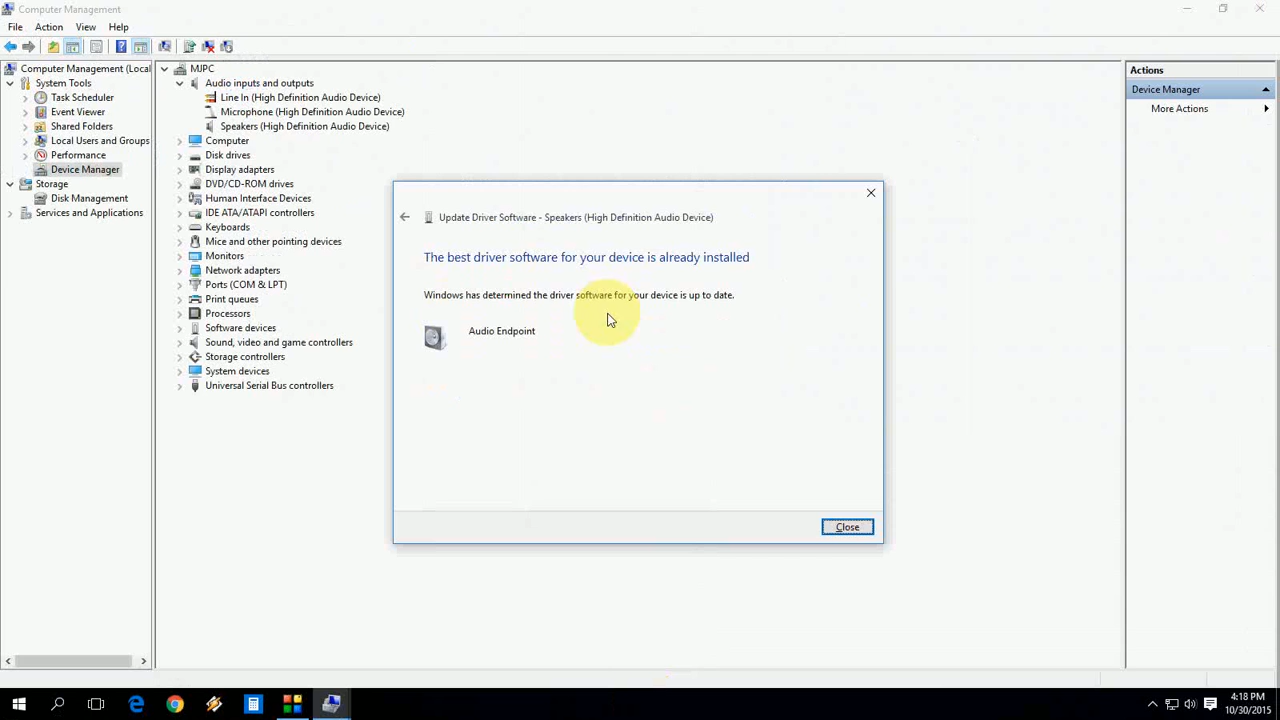 Computer Management
File Action View Help
Computer Management (Local
System Tools
Task Scheduler
Event Viewer
Shared Folders
Local Users and Groups
Performance
Device Manager
Storage
Disk Management
Services and Applications
MJPC
Audio inputs and outputs
Line In (High Definition Audio Device)
Microphone (High Definition Audio Device)
Speakers (High Definition Audio Device)
Computer
Disk drives
Display adapters
DVD/CD-ROM drives
Human Interface Devices
IDE ATA/ATAPI controllers
Keyboards
Mice and other pointing devices
Monitors
Network adapters
Ports (COM & LPT)
Print queues
Processors
Software devices
Sound, video and game controllers
Storage controllers
System devices
Universal Serial Bus controllers
Update Driver Software - Speakers (High Definition Audio Device)
The best driver software for your device is already installed
Windows has determined the driver software for your device is up to date.
Audio Endpoint
Close
Actions
Device Manager
More Actions
4:18 PM
10/30/2015